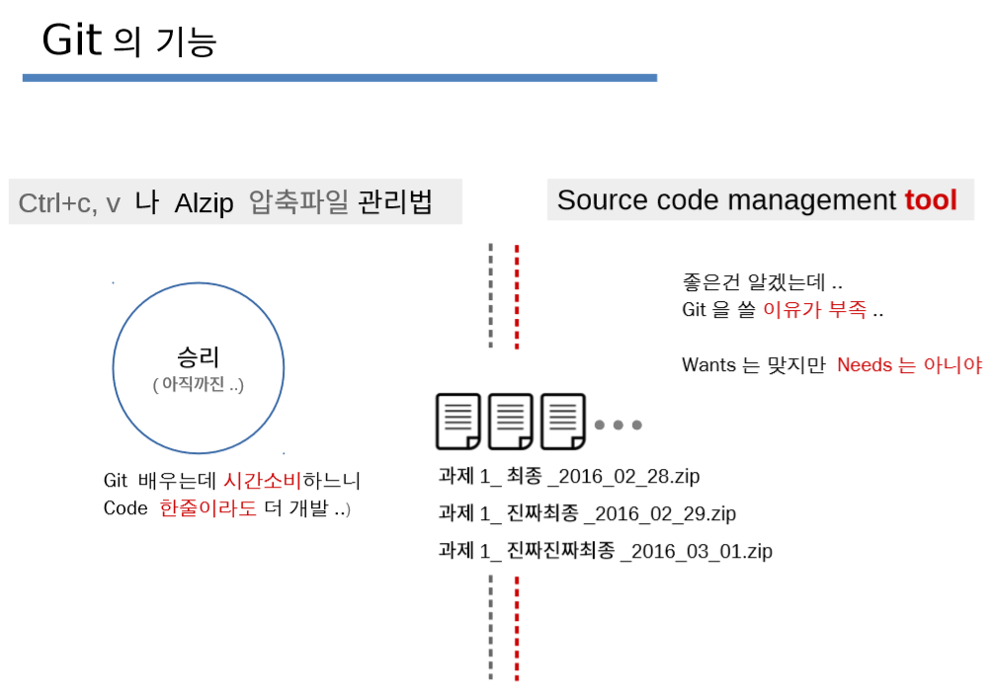 Git 의 기능
Ctrl+c, v 나 Alzip 압축파일 관리법
Source code management tool
승리
( 아직까진 ..)
Git 배우는데 시간소비하느니
Code 한줄이라도 더 개발 ..)
좋은건 알겠는데 ..
Git 을 쓸 이유가 부족 ..
Wants 는 맞지만 Needs 는 아니야
과제 1_ 최종 _2016_02_28.zip
과제 1_ 진짜최종 _2016_02_29.zip
과제 1_ 진짜진짜최종 _2016_03_01.zip